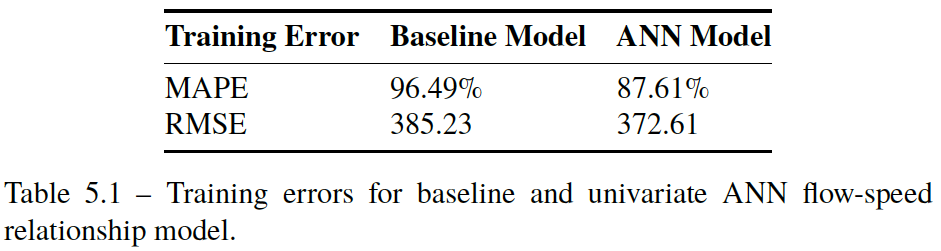 Training Error Baseline Model ANN Model
MAPE 96.49% 87.61%
RMSE 385.23 372.61
Table 5.1 – Training errors for baseline and univariate ANN flow-speed
relationship model.